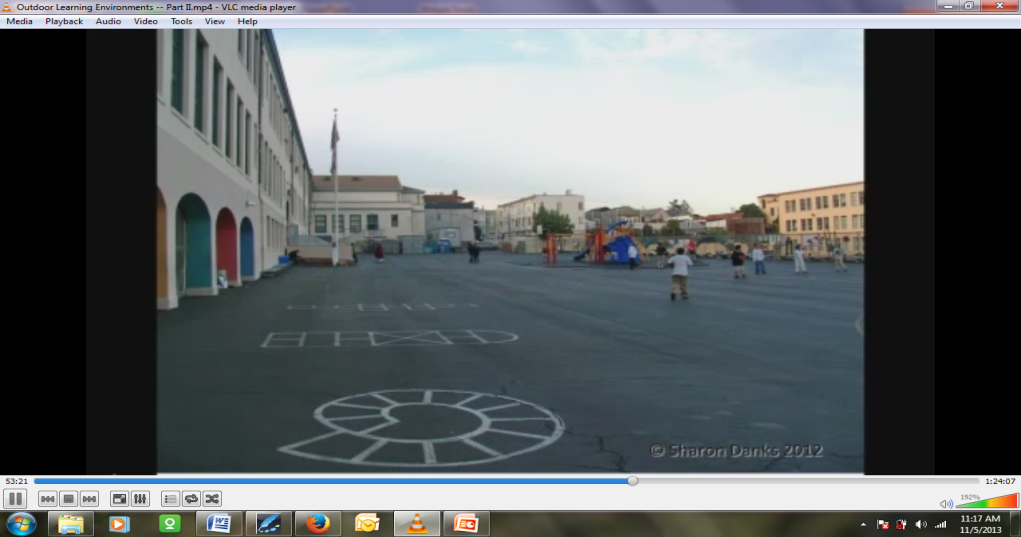 Outdoor Learning Environments -- Part II.mp4 - VLC media player
Media Playback Audio Video Tools View Help
© Sharon Danks 2012
53:21
1:24:07
192%
11:17 AM
11/5/2013